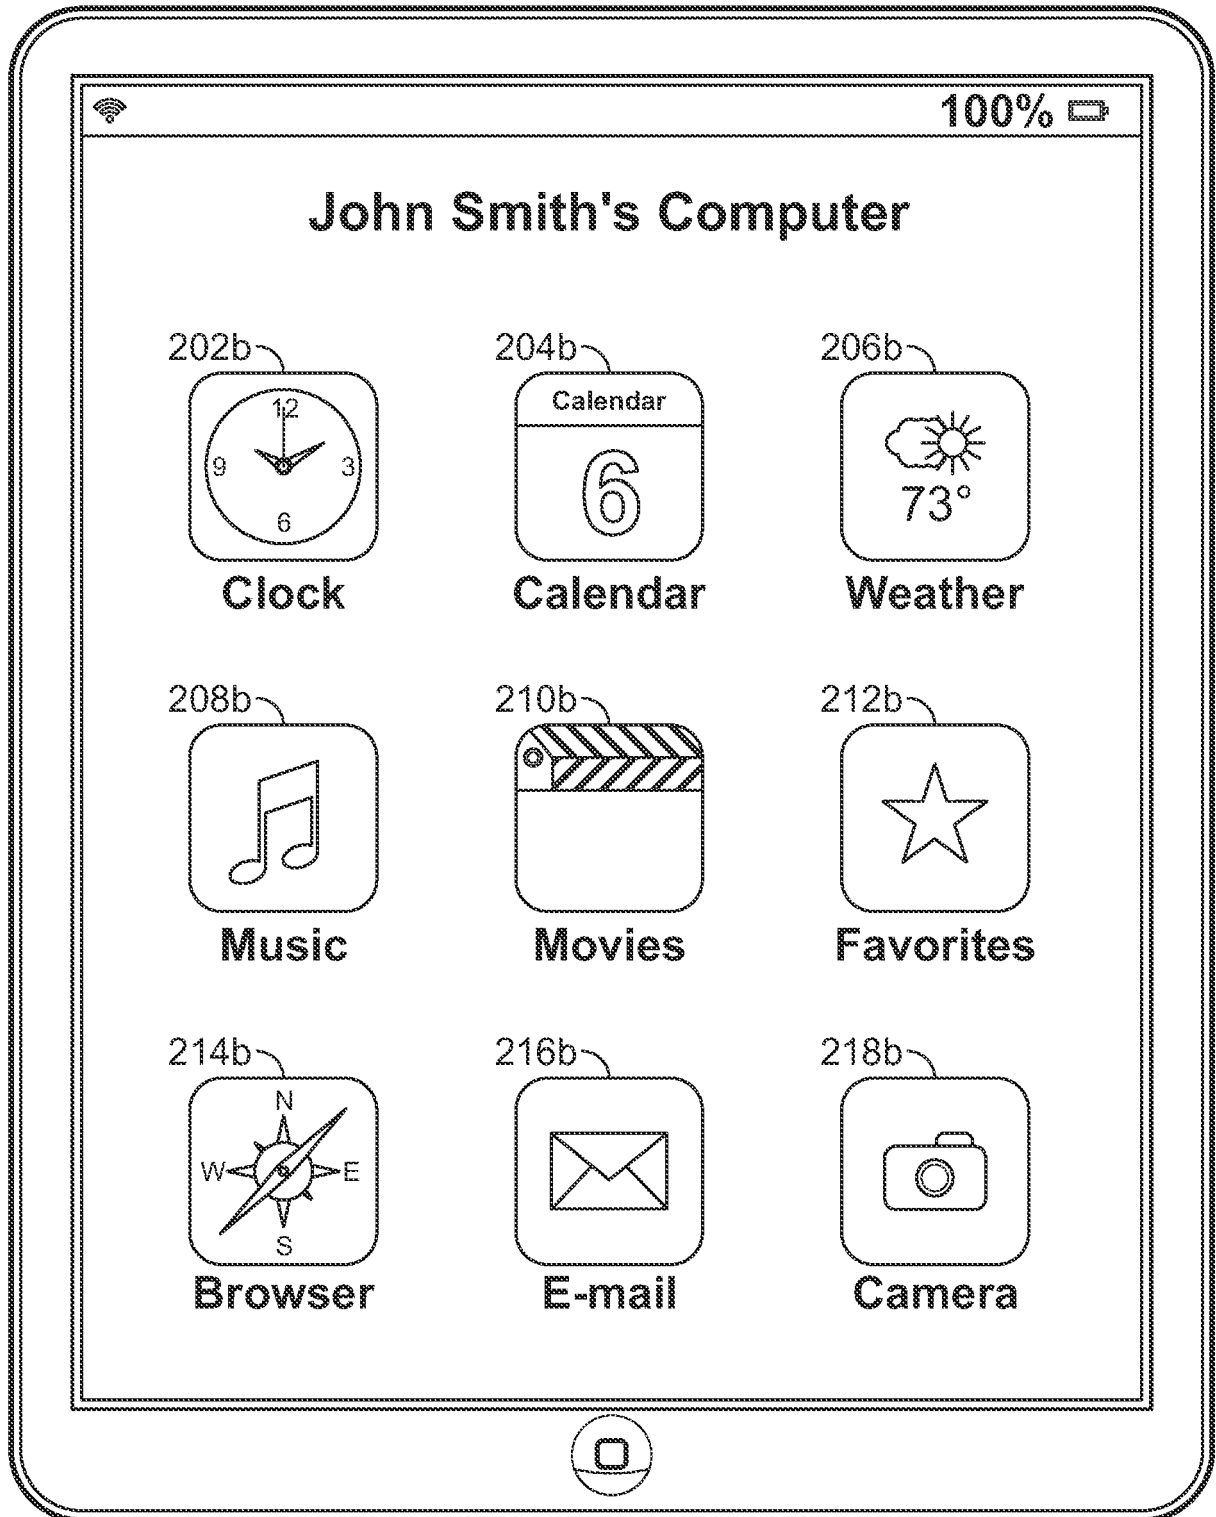 100%
John Smith's Computer
202b 204b 206b
12
9 3
6
Calendar
6
73°
Clock Calendar Weather
208b 210b 212b
Music Movies Favorites
214b 216b 218b
N
W E
S
Browser E-mail Camera